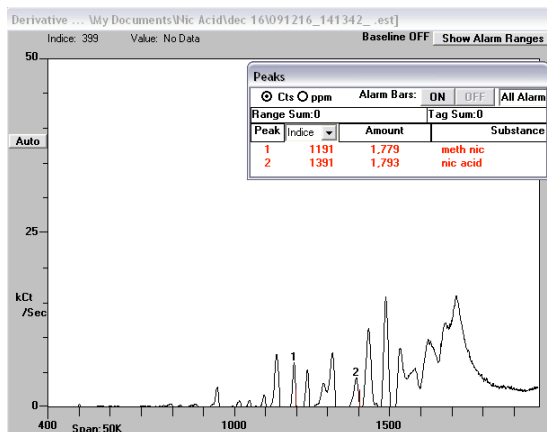 Derivative ... \My Documents\Nic Acid\dec 16\091216_141342_ .est]
Indice: 399 Value: No Data Baseline OFF Show Alarm Ranges
50
Peaks
Cts ppm Alarm Bars: ON OFF All Alarm
Range Sum:0 Tag Sum:0
Peak Indice Amount Substance
1 1191 1,779 meth nic
2 1391 1,793 nic acid
Auto
25
kCt
/Sec
1
2
0
400 Span:50K 1000 1500